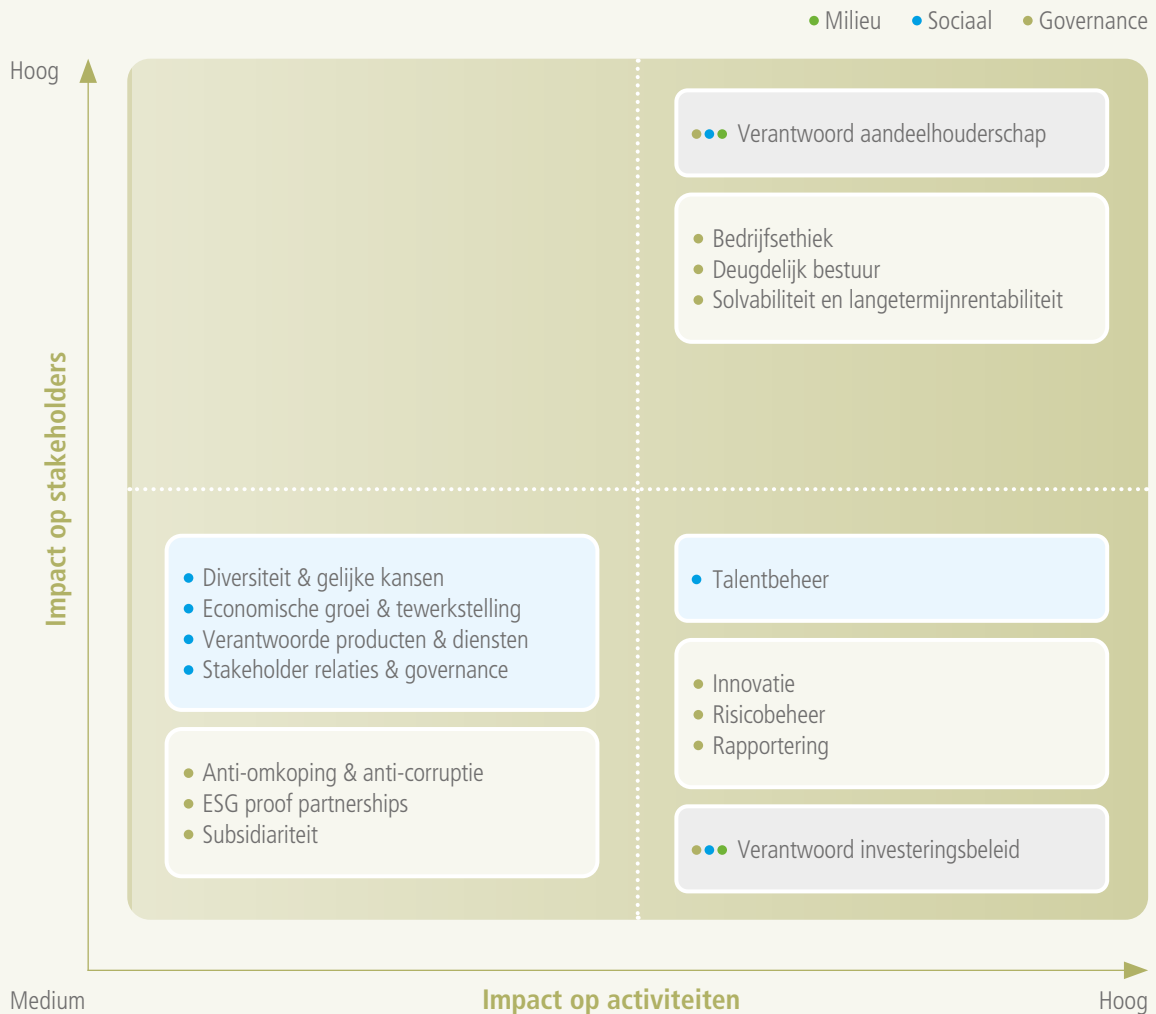 Milieu
Sociaal
Governance
Hoog
Verantwoord aandeelhouderschap
Bedrijfsethiek
Deugdelijk bestuur
Solvabiliteit en langetermijnrentabiliteit
Impact op stakeholders
Diversiteit & gelijke kansen
Economische groei & tewerkstelling
Verantwoorde producten & diensten
Stakeholder relaties & governance
Anti-omkoping & anti-corruptie
ESG proof partnerships
Subsidiariteit
Talentbeheer
Innovatie
Risicobeheer
Rapportering
Verantwoord investeringsbeleid
Medium
Impact op activiteiten
Hoog